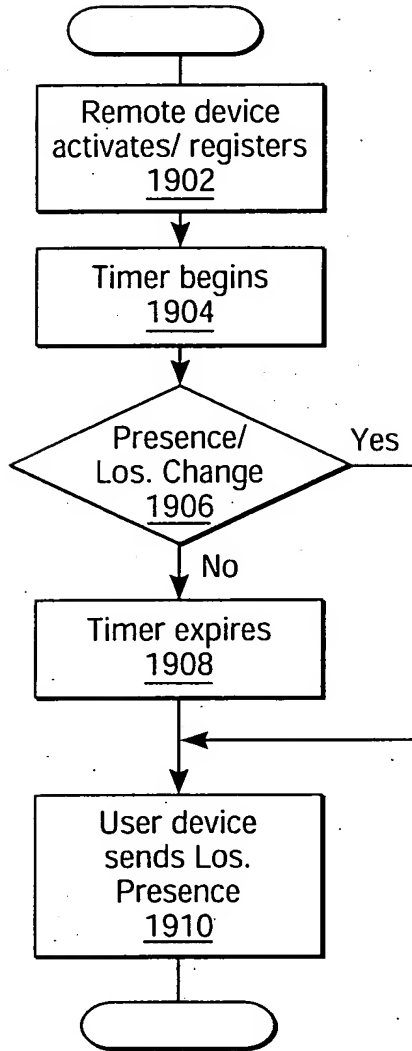 Remote device
activates/ registers
1902
Timer begins
1904
Presence/
Los. Change
1906
Yes
No
Timer expires
1908
User device
sends Los.
Presence
1910